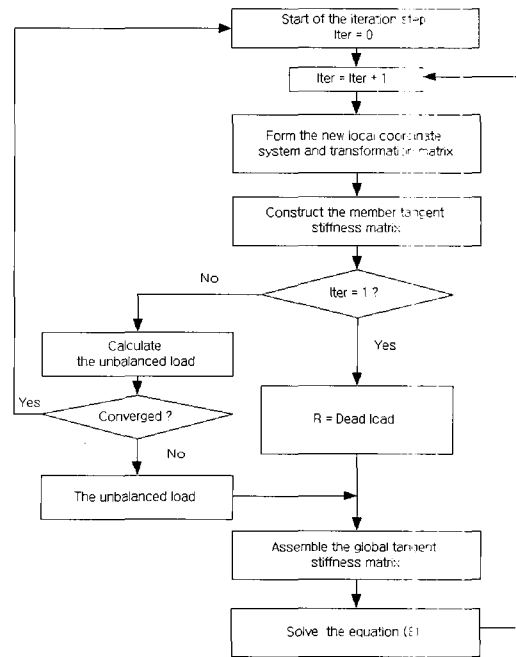 Start of the iteration step
Iter = 0
Iter = Iter + 1
Form the new local coordinate
system and transformation matrix
Construct the member tangent
stiffness matrix
No
Iter = 1 ?
Yes
Calculate
the unbalanced load
Yes
Converged ?
R = Dead load
No
The unbalanced load
Assemble the global tangent
stiffness matrix
Solve the equation